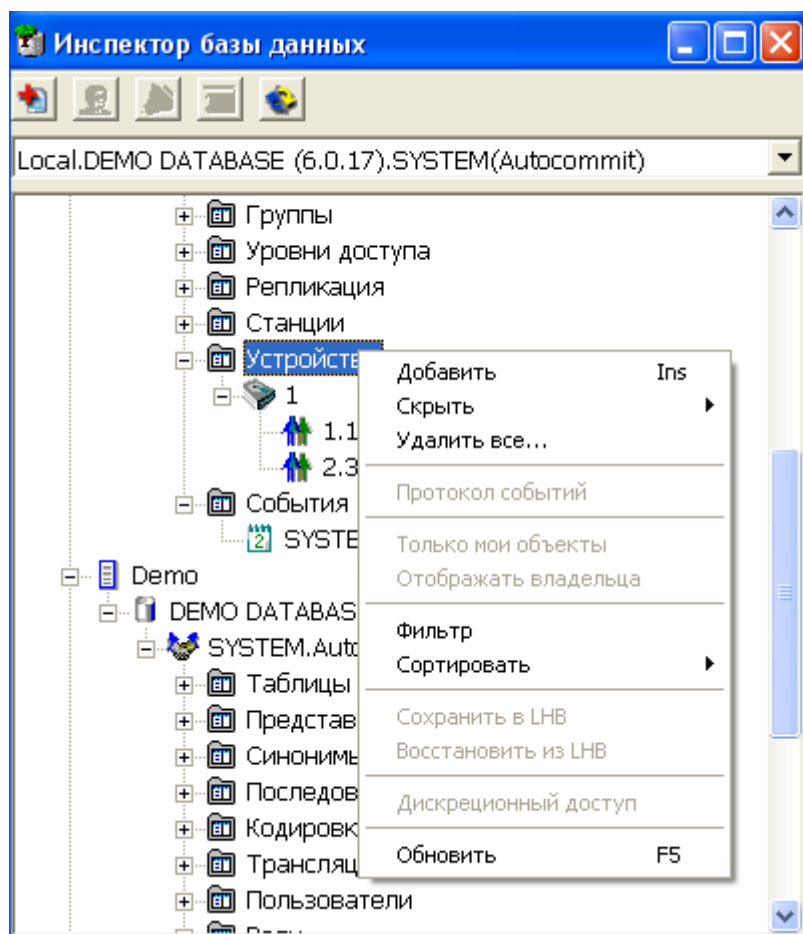 Инспектор базы данных
Local.DEMO DATABASE (6.0.17).SYSTEM(Autocommit)
Группы
Уровни доступа
Репликация
Станции
Устройств
1
1.1
2.3
События
SYSTE
Demo
DEMO DATABAS
SYSTEM.Auto
Таблицы
Представ
Синонимы
Последов
Кодировк
Трансляц
Пользователи
Добавить Ins
Скрыть
Удалить все...
Протокол событий
Только мои объекты
Отображать владельца
Фильтр
Сортировать
Сохранить в LHB
Восстановить из LHB
Дискреционный доступ
Обновить F5